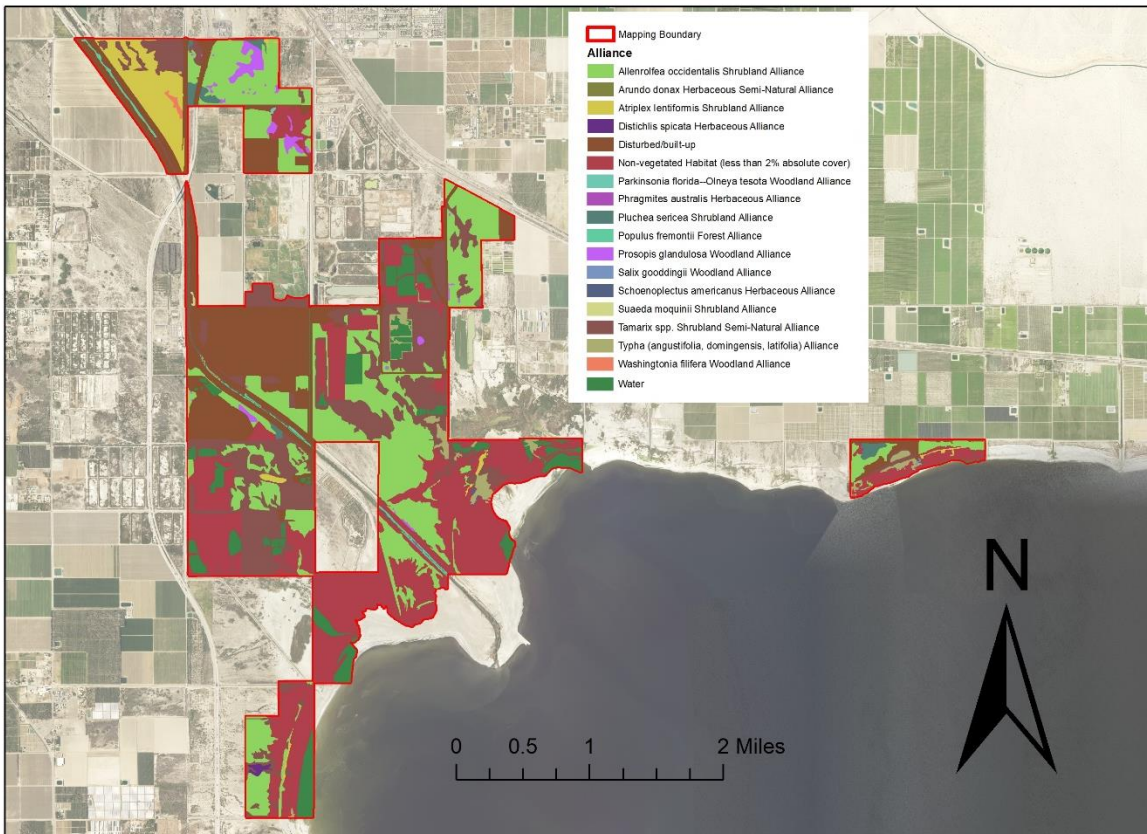 Mapping Boundary
Alliance
Allenrolfea occidentalis Shrubland Alliance
Arundo donax Herbaceous Semi-Natural Alliance
Atriplex lentiformis Shrubland Alliance
Distichlis spicata Herbaceous Alliance
Disturbed/built-up
Non-vegetated Habitat (less than 2% absolute cover)
Parkinsonia florida--Olneya tesota Woodland Alliance
Phragmites australis Herbaceous Alliance
Pluchea sericea Shrubland Alliance
Populus fremontii Forest Alliance
Prosopis glandulosa Woodland Alliance
Salix gooddingii Woodland Alliance
Schoenoplectus americanus Herbaceous Alliance
Suaeda moquinii Shrubland Alliance
Tamarix spp. Shrubland Semi-Natural Alliance
Typha (angustifolia, domingensis, latifolia) Alliance
Washingtonia filifera Woodland Alliance
Water
N
0 0.5 1 2 Miles